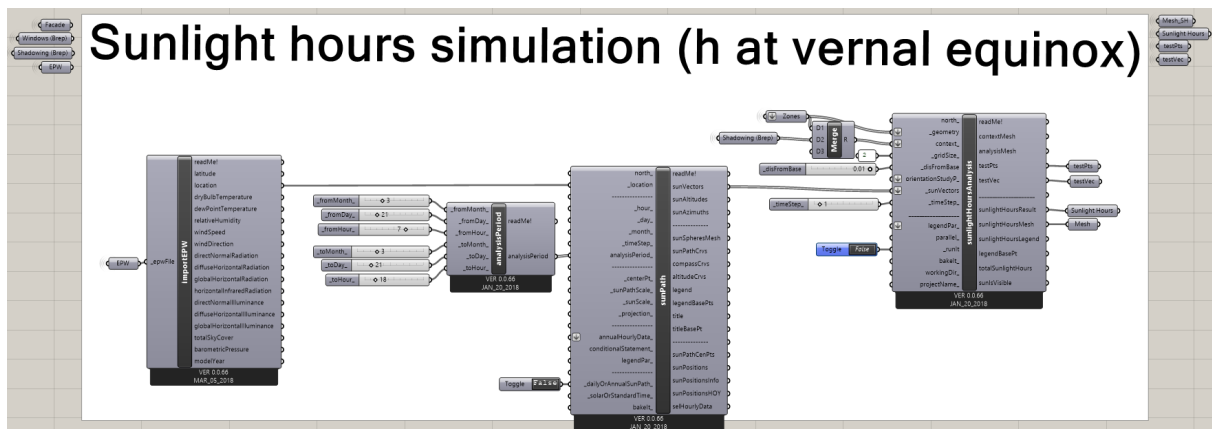 Facade
Windows (Brep)
Shadowing (Brep)
EPW
Sunlight hours simulation (h at vernal equinox)
Mesh_SH
Sunlight Hours
testPts
testVec
EPW
_epwFile
importEPW
readMe!
latitude
location
dryBulbTemperature
dewPointTemperature
relativeHumidity
windSpeed
windDirection
directNormalRadiation
diffuseHorizontalRadiation
globalHorizontalRadiation
horizontalInfraredRadiation
directNormalIlluminance
diffuseHorizontalIlluminance
globalHorizontalIlluminance
totalSkyCover
barometricPressure
modelYear
VER 0.0.66
MAR_05_2018
_fromMonth_ 3
_fromDay_ 21
_fromHour_ 7
_toMonth_ 3
_toDay_ 21
_toHour_ 18
_fromMonth_
_fromDay_
_fromHour_
_toMonth_
_toDay_
_toHour_
analysisPeriod
readMe!
analysisPeriod
VER 0.0.66
JAN_20_2018
Toggle False
north_
_location
----------------
_hour_
_day_
_month_
_timeStep_
analysisPeriod_
----------------
_centerPt_
_sunPathScale_
_sunScale_
_projection_
----------------
annualHourlyData_
conditionalStatement_
legendPar_
----------------
_dailyOrAnnualSunPath_
_solarOrStandardTime_
bakeIt_
sunPath
readMe!
sunVectors
sunAltitudes
sunAzimuths
----------------
sunSpheresMesh
sunPathCrvs
compassCrvs
altitudeCrvs
legend
legendBasePts
title
titleBasePt
----------------
sunPathCenPts
sunPositions
sunPositionsInfo
sunPositionsHOY
selHourlyData
VER 0.0.66
JAN_20_2018
Zones
Shadowing (Brep)
D1
D2
D3
Merge
R
2
_disFromBase 0.01
_timeStep_ 1
Toggle False
north_
_geometry
context_
_gridSize_
_disFromBase
orientationStudyP_
_sunVectors
_timeStep_
----------------
legendPar_
parallel_
_runIt
bakeIt_
workingDir_
projectName_
sunlightHoursAnalysis
readMe!
contextMesh
analysisMesh
testPts
testVec
----------------
sunlightHoursResult
sunlightHoursMesh
sunlightHoursLegend
legendBasePt
totalSunlightHours
sunIsVisible
VER 0.0.66
JAN_20_2018
testPts
testVec
Sunlight Hours
Mesh